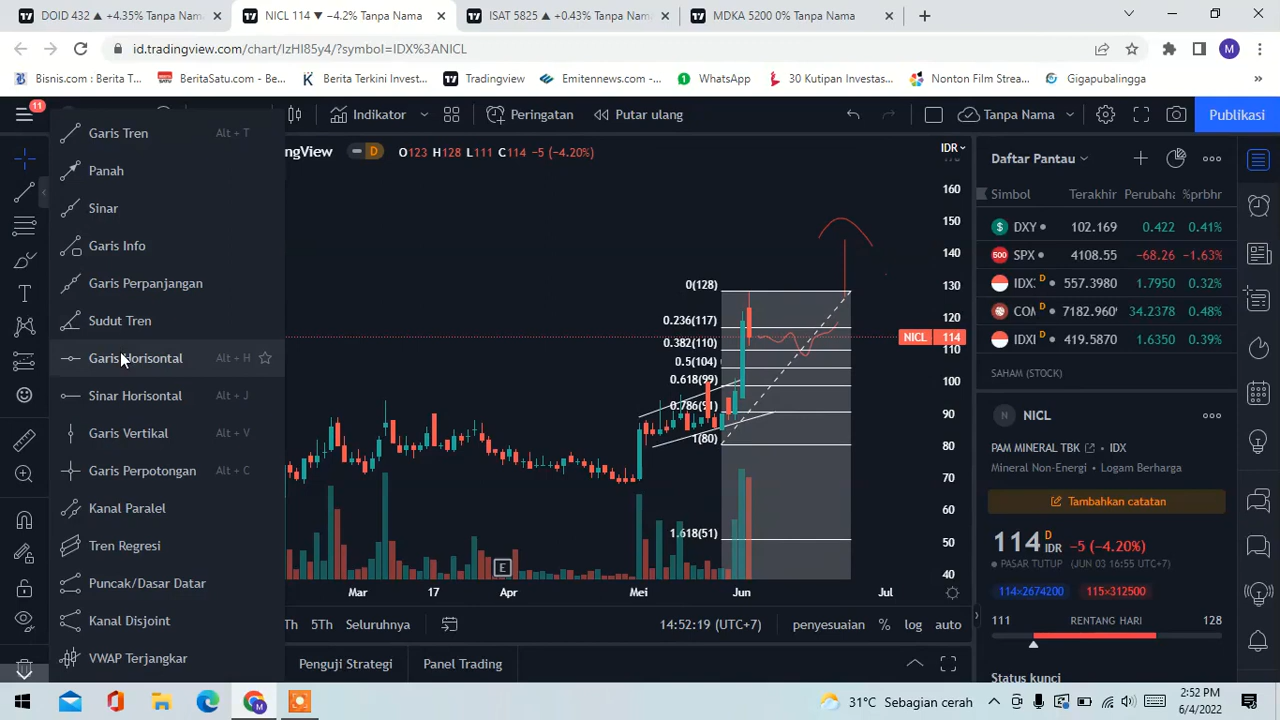 DOID 432 ▲ +4.35% Tanpa Nama
NICL 114 ▼ −4.2% Tanpa Nama
ISAT 5825 ▲ +0.43% Tanpa Nama
MDKA 5200 0% Tanpa Nama
id.tradingview.com/chart/IzHI85y4/?symbol=IDX%3ANICL
M
Bisnis.com : Berita T...
BeritaSatu.com - Be...
Berita Terkini Invest...
Tradingview
Emitennews.com –...
WhatsApp
30 Kutipan Investas...
Nonton Film Strea...
Gigapubalingga
»
11
Indikator
Peringatan
Putar ulang
Tanpa Nama
Publikasi
Garis Tren Alt + T
Panah
Sinar
Garis Info
Garis Perpanjangan
Sudut Tren
Garis Horisontal Alt + H
Sinar Horisontal Alt + J
Garis Vertikal Alt + V
Garis Perpotongan Alt + C
Kanal Paralel
Tren Regresi
Puncak/Dasar Datar
Kanal Disjoint
VWAP Terjangkar
ngView D O123 H128 L111 C114 −5 (−4.20%)
IDR
160
150
140
130
120
110
100
90
80
70
60
50
40
NICL 114
0(128)
0.236(117)
0.382(110)
0.5(104)
0.618(99)
0.786(91)
1(80)
1.618(51)
E
Mar 17 Apr Mei Jun Jul
Th 5Th Seluruhnya
14:52:19 (UTC+7) penyesuaian % log auto
Penguji Strategi Panel Trading
Daftar Pantau
Simbol Terakhir Perubaha %prbhr
DXY 102.169 0.422 0.41%
500 SPX 4108.55 −68.26 −1.63%
IDX: D 557.3980 1.7950 0.32%
COM D 7182.960 34.2378 0.48%
IDXI D 419.5870 1.6350 0.39%
SAHAM (STOCK)
N NICL
PAM MINERAL TBK IDX
Mineral Non-Energi Logam Berharga
Tambahkan catatan
114 D IDR −5 (−4.20%)
PASAR TUTUP (JUN 03 16:55 UTC+7)
114×2674200 115×312500
111 RENTANG HARI 128
Status kunci
31°C Sebagian cerah
2:52 PM
6/4/2022